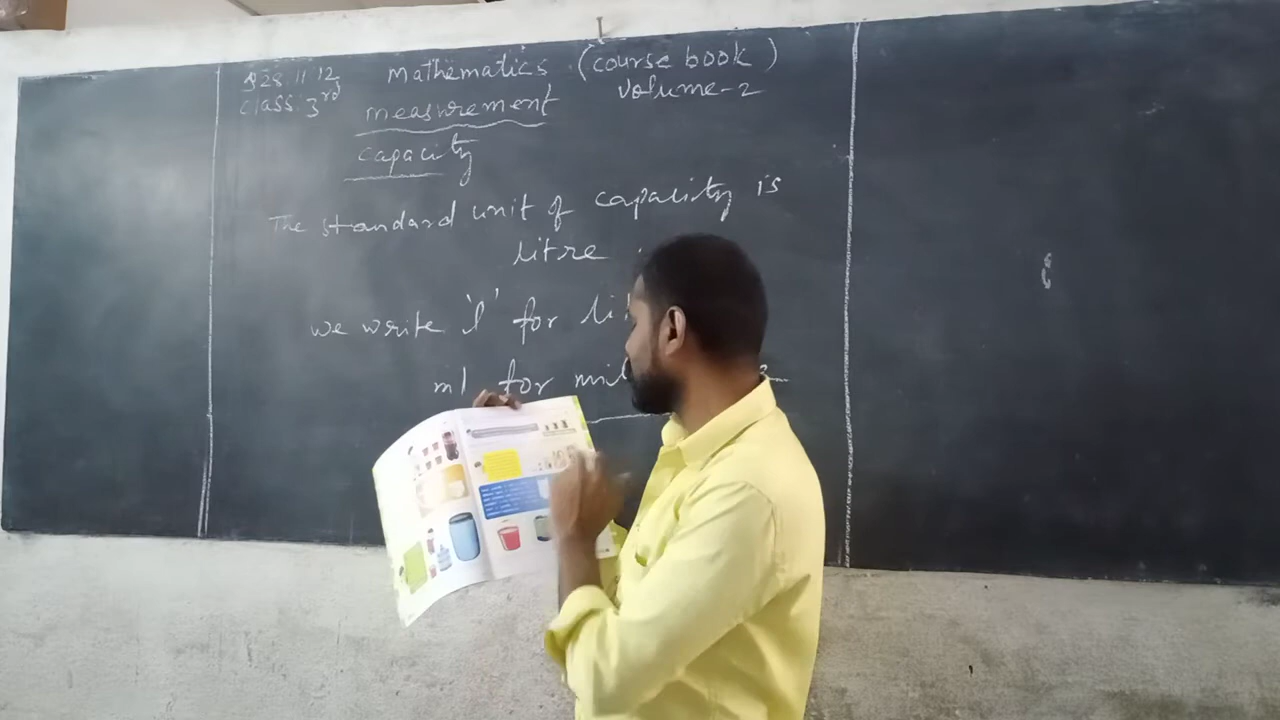 28.11.12 Mathematics (course book)
class: 3rd measurement volume-2
capacity
The standard unit of capacity is
litre
we write 'l' for
ml for